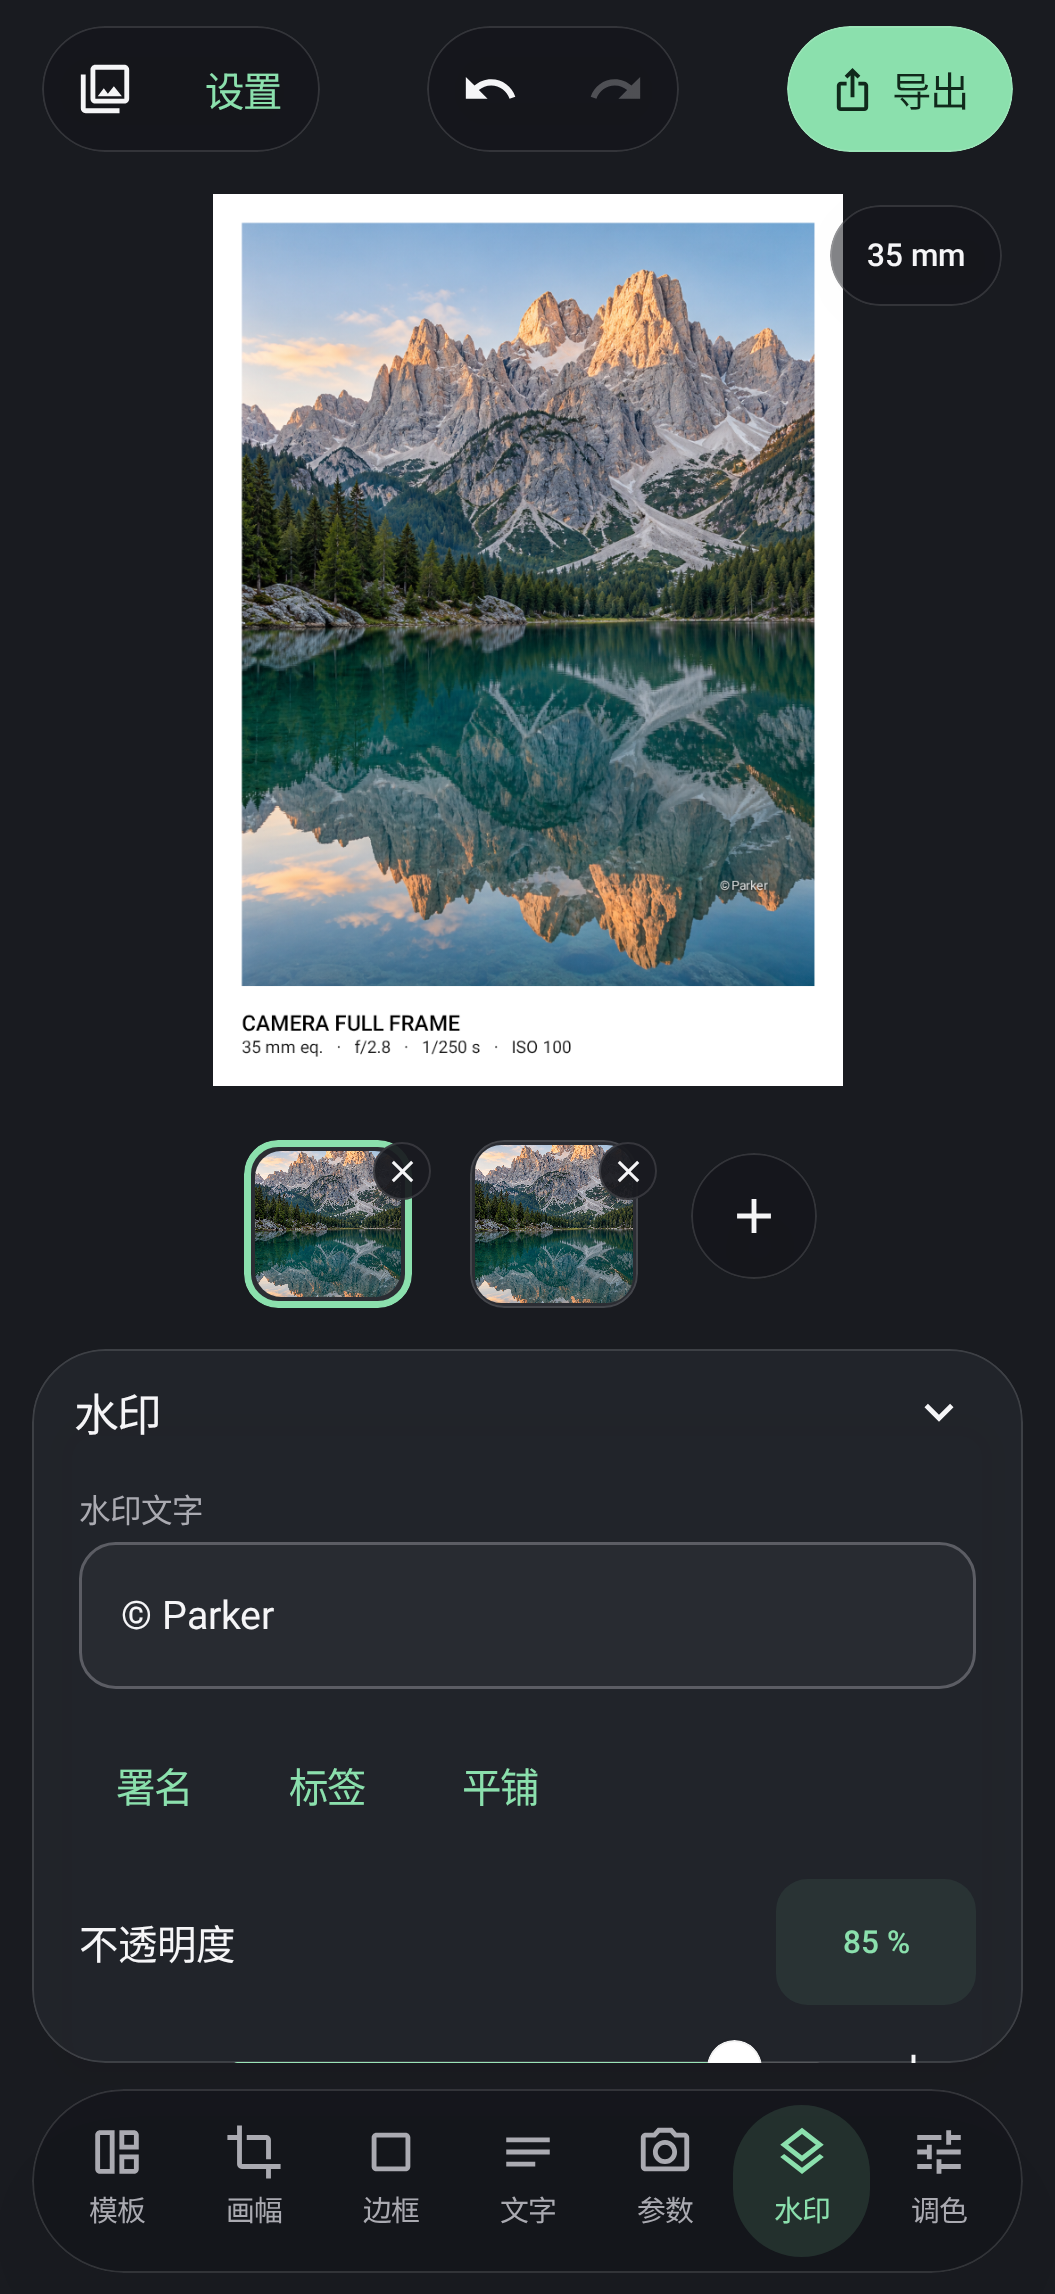 设置
导出
35 mm
©Parker
CAMERA FULL FRAME
35 mm eq. · f/2.8 · 1/250 s · ISO 100
水印
水印文字
© Parker
署名 标签 平铺
不透明度 85 %
模板 画幅 边框 文字 参数 水印 调色